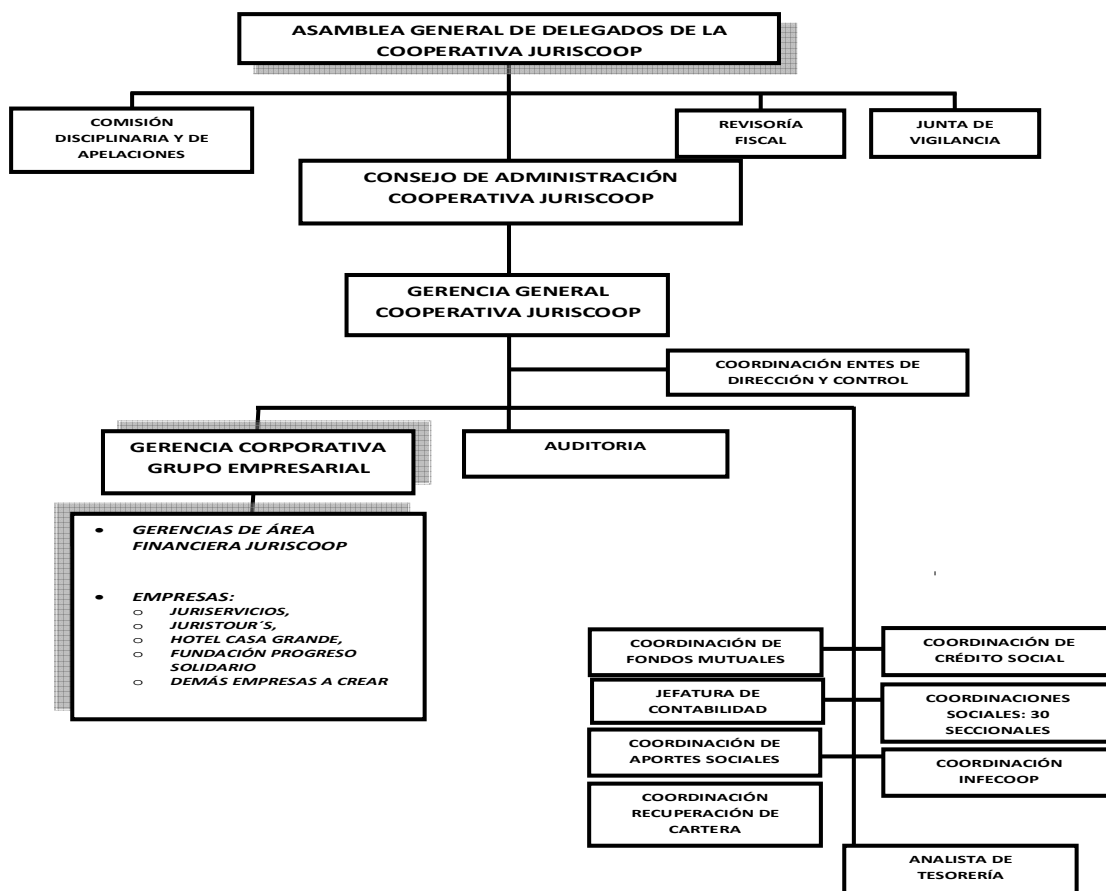 ASAMBLEA GENERAL DE DELEGADOS DE LA
COOPERATIVA JURISCOOP
COMISIÓN
DISCIPLINARIA Y DE
APELACIONES
REVISORÍA
FISCAL
JUNTA DE
VIGILANCIA
CONSEJO DE ADMINISTRACIÓN
COOPERATIVA JURISCOOP
GERENCIA GENERAL
COOPERATIVA JURISCOOP
COORDINACIÓN ENTES DE
DIRECCIÓN Y CONTROL
GERENCIA CORPORATIVA
GRUPO EMPRESARIAL
AUDITORIA
• GERENCIAS DE ÁREA
FINANCIERA JURISCOOP
• EMPRESAS:
o JURISERVICIOS,
o JURISTOUR´S,
o HOTEL CASA GRANDE,
o FUNDACIÓN PROGRESO
SOLIDARIO
o DEMÁS EMPRESAS A CREAR
COORDINACIÓN DE
FONDOS MUTUALES
COORDINACIÓN DE
CRÉDITO SOCIAL
JEFATURA DE
CONTABILIDAD
COORDINACIONES
SOCIALES: 30
SECCIONALES
COORDINACIÓN DE
APORTES SOCIALES
COORDINACIÓN
INFECOOP
COORDINACIÓN
RECUPERACIÓN DE
CARTERA
ANALISTA DE
TESORERÍA